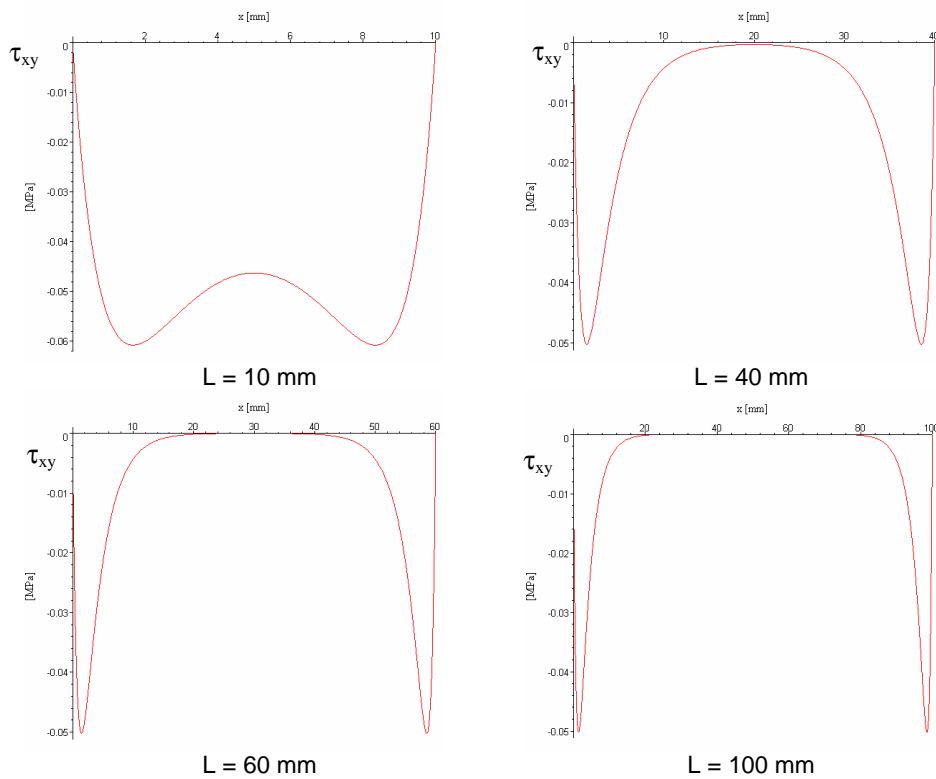 x [mm]
τxy
0 2 4 6 8 10
-0.01
-0.02
-0.03
[MPa]
-0.04
-0.05
-0.06
L = 10 mm
x [mm]
τxy
0 10 20 30 40
-0.01
-0.02
[MPa]
-0.03
-0.04
-0.05
L = 40 mm
x [mm]
τxy
0 10 20 30 40 50 60
-0.01
-0.02
[MPa]
-0.03
-0.04
-0.05
L = 60 mm
x [mm]
τxy
0 20 40 60 80 100
-0.01
-0.02
[MPa]
-0.03
-0.04
-0.05
L = 100 mm